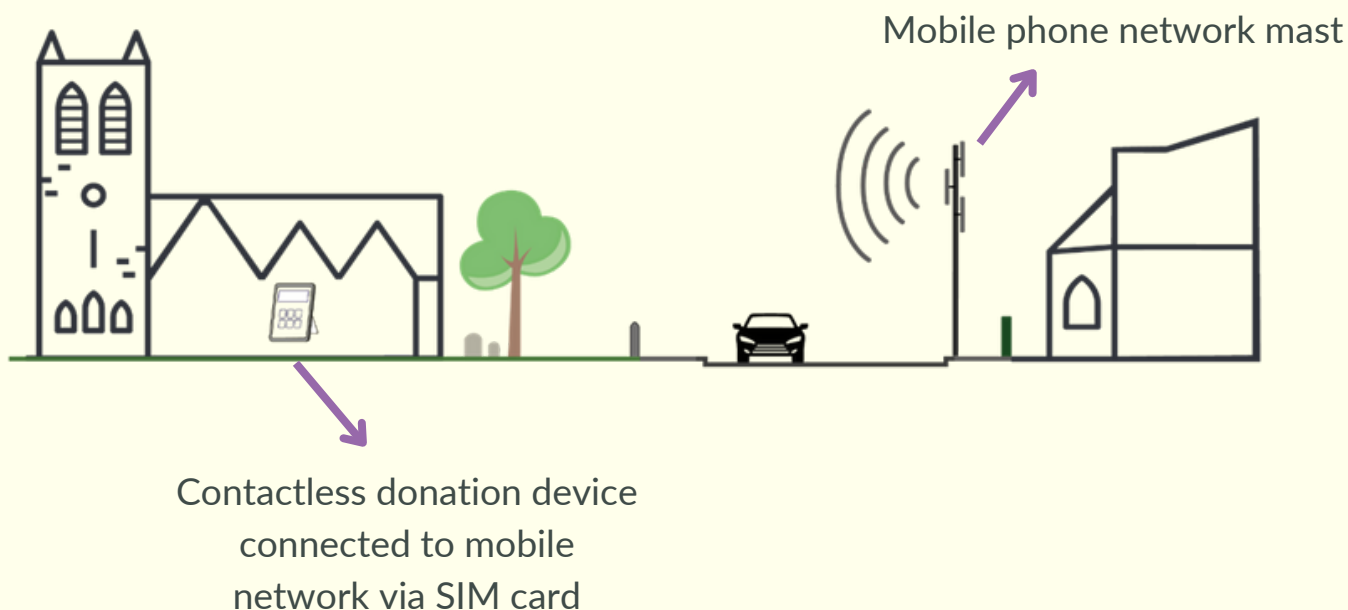 Mobile phone network mast
Contactless donation device
connected to mobile
network via SIM card